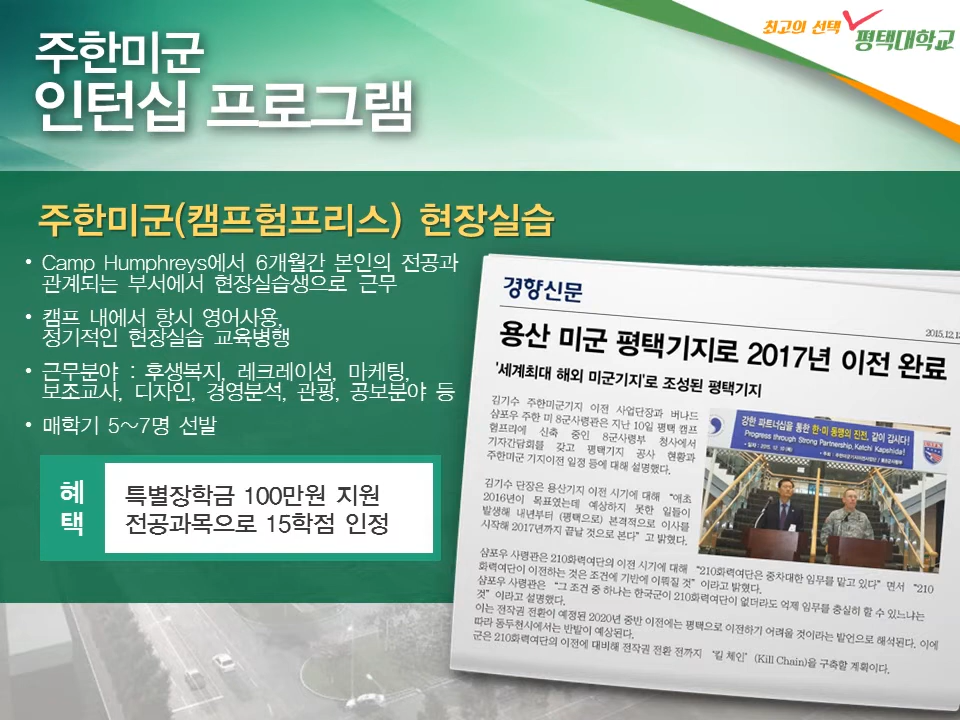 최고의 선택
평택대학교
주한미군
인턴십 프로그램
주한미군(캠프험프리스) 현장실습
• Camp Humphreys에서 6개월간 본인의 전공과
관계되는 부서에서 현장실습생으로 근무
• 캠프 내에서 항시 영어사용,
정기적인 현장실습 교육병행
• 근무분야 : 후생복지, 레크레이션, 마케팅,
보조교사, 디자인, 경영분석, 관광, 공보분야 등
• 매학기 5~7명 선발
혜택
특별장학금 100만원 지원
전공과목으로 15학점 인정
경향신문
2015.12.13
용산 미군 평택기지로 2017년 이전 완료
'세계최대 해외 미군기지'로 조성된 평택기지
김기수 주한미군기지 이전 사업단장과 버나드
샴포우 주한 미 8군사령관은 지난 10일 평택 캠프
험프리에 신축 중인 8군사령부 청사에서
기자간담회를 갖고 평택기지 공사 현황과
주한미군 기지이전 일정 등에 대해 설명했다.
김기수 단장은 용산기지 이전 시기에 대해 “애초
2016년이 목표였는데 예상하지 못한 일들이
발생해 내년부터 (평택으로) 본격적으로 이사를
시작해 2017년까지 끝날 것으로 본다” 고 밝혔다.
강한 파트너십을 통한 한·미 동맹의 진전, 같이 갑시다!
Progress through Strong Partnership, Katchi Kapshida!
샴포우 사령관은 210화력여단의 이전 시기에 대해 “210화력여단은 중차대한 임무를 맡고 있다” 면서 “210
화력여단이 이전하는 것은 조건에 기반에 이뤄질 것” 이라고 밝혔다.
샴포우 사령관은 “그 조건 중 하나는 한국군이 210화력여단이 없더라도 억제 임무를 충실히 할 수 있느냐는
것” 이라고 설명했다.
이는 전작권 전환이 예정된 2020년 중반 이전에는 평택으로 이전하기 어려울 것이라는 발언으로 해석된다. 이에
따라 동두천시에서는 반발이 예상된다.
군은 210화력여단의 이전에 대비해 전작권 전환 전까지 “킬 체인” (Kill Chain)을 구축할 계획이다.